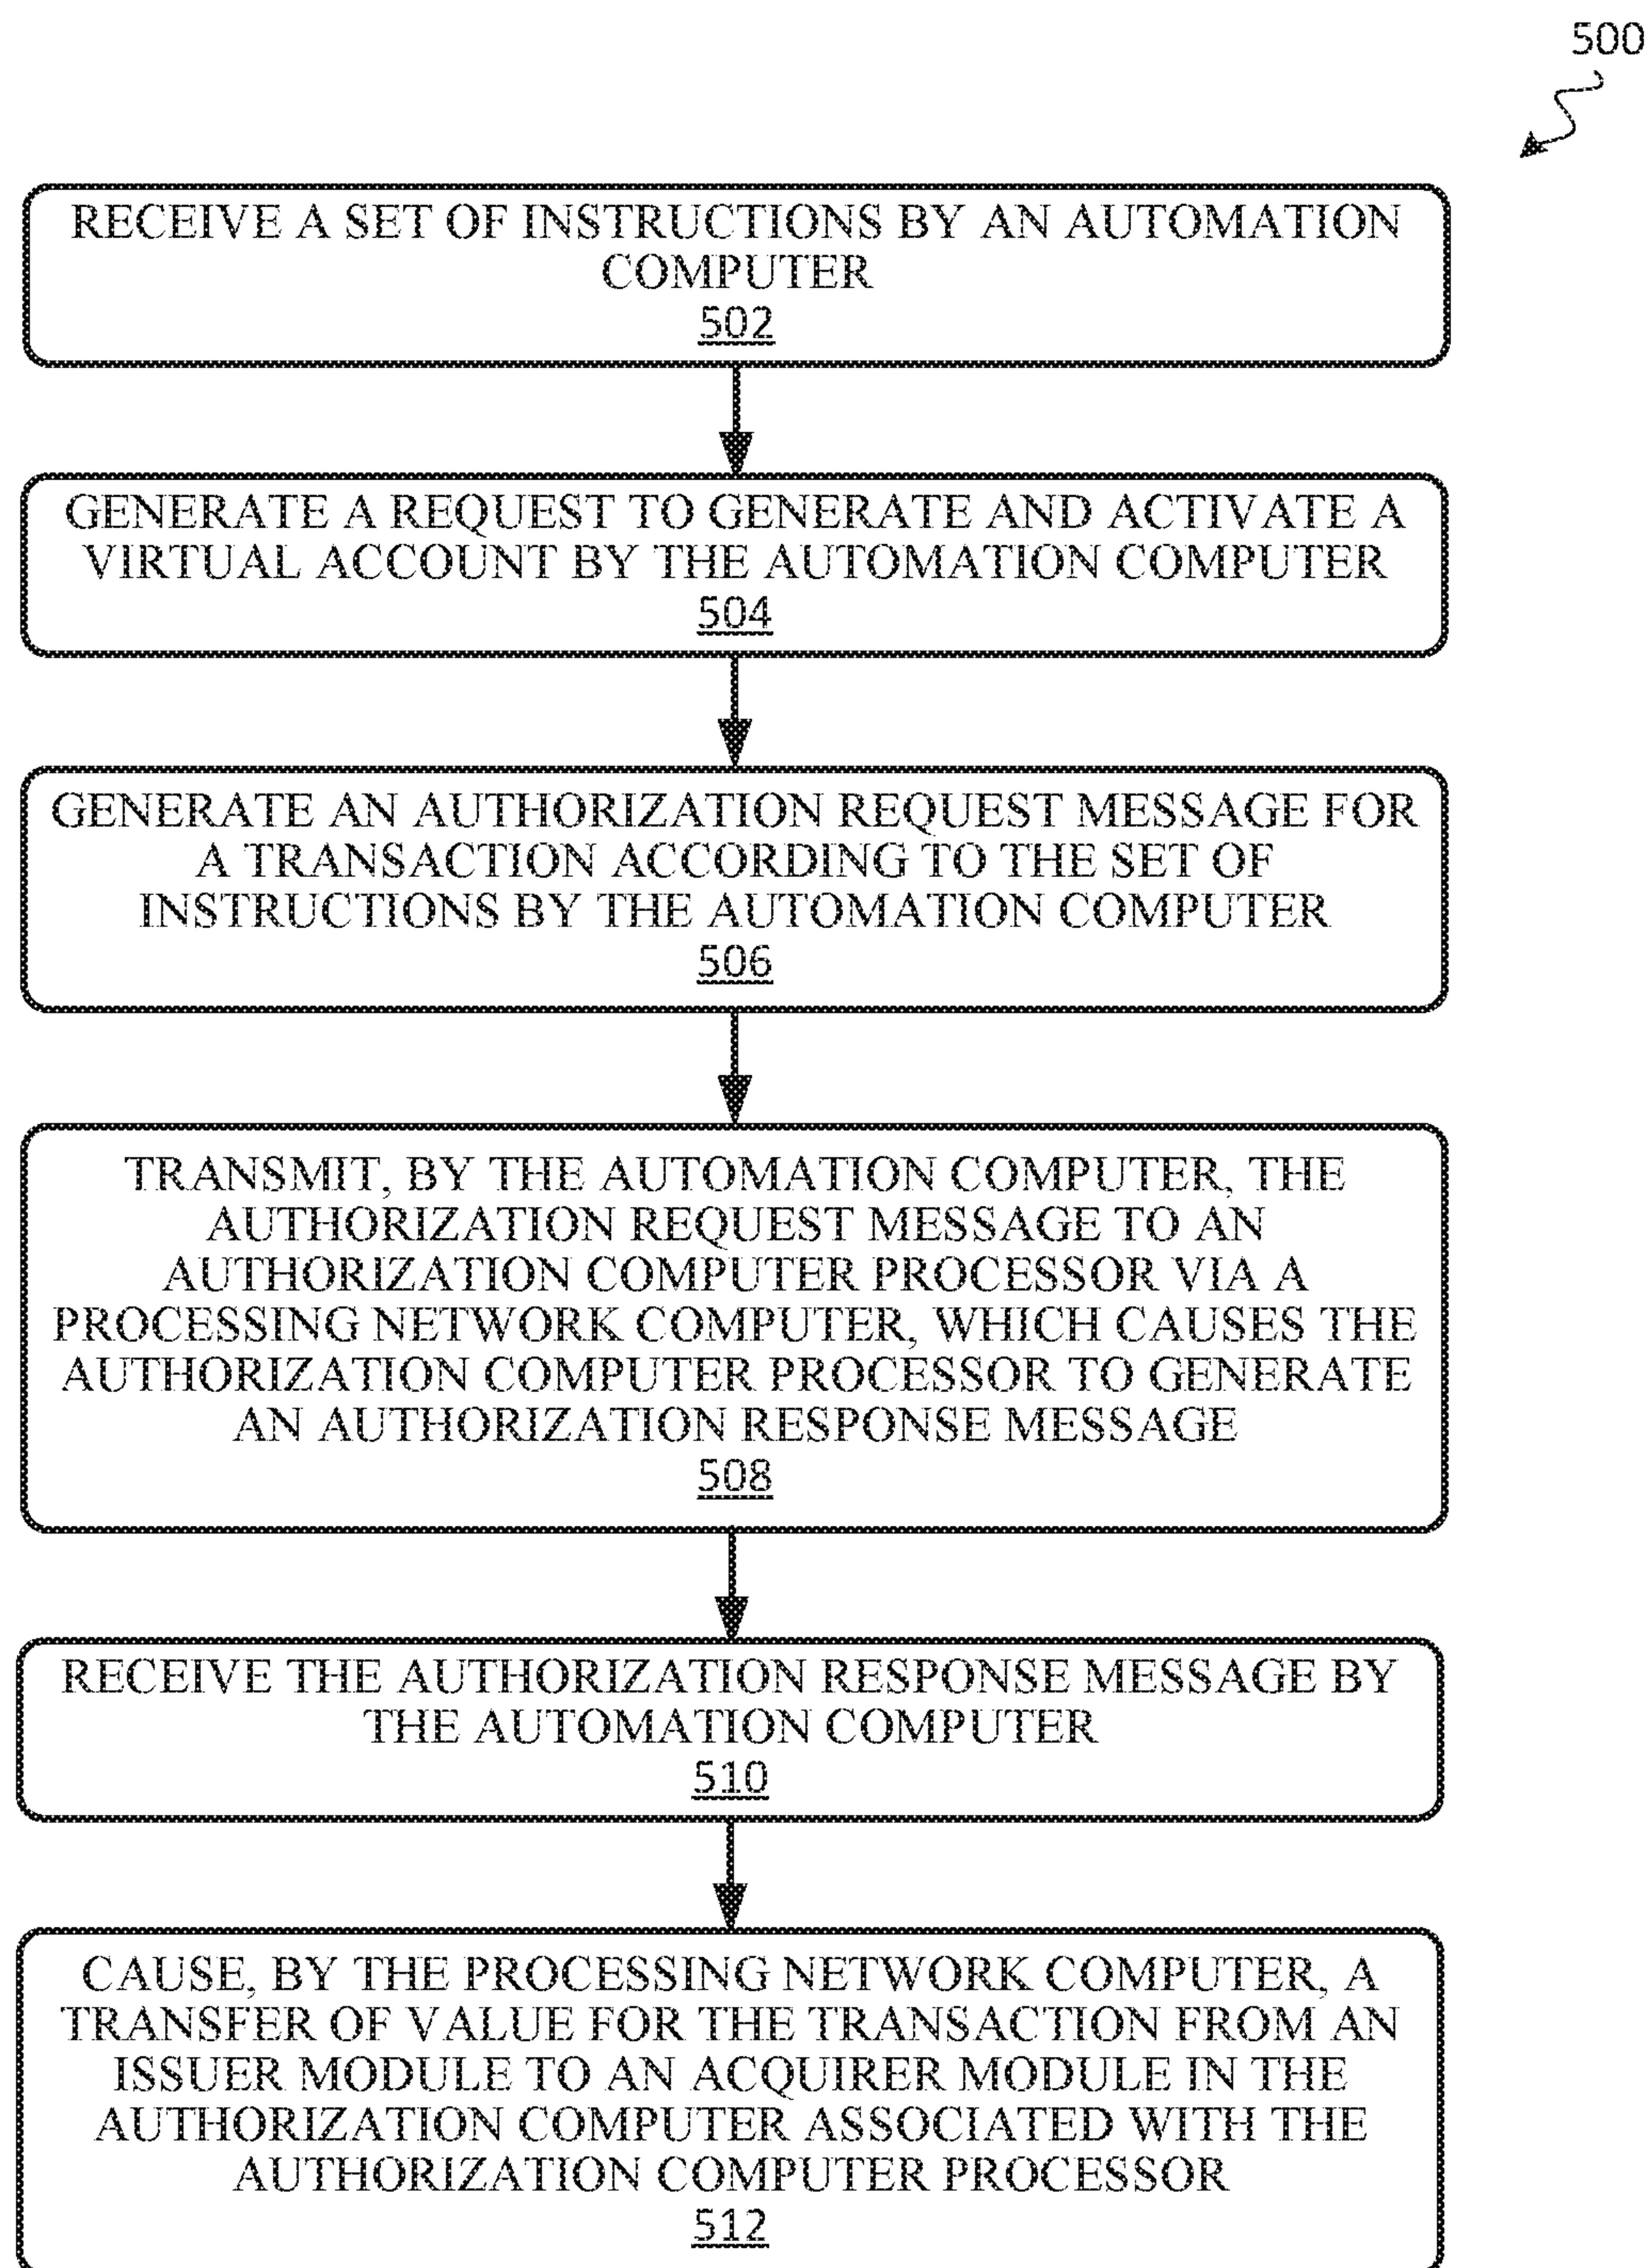 500
RECEIVE A SET OF INSTRUCTIONS BY AN AUTOMATION
COMPUTER
502
GENERATE A REQUEST TO GENERATE AND ACTIVATE A
VIRTUAL ACCOUNT BY THE AUTOMATION COMPUTER
504
GENERATE AN AUTHORIZATION REQUEST MESSAGE FOR
A TRANSACTION ACCORDING TO THE SET OF
INSTRUCTIONS BY THE AUTOMATION COMPUTER
506
TRANSMIT, BY THE AUTOMATION COMPUTER, THE
AUTHORIZATION REQUEST MESSAGE TO AN
AUTHORIZATION COMPUTER PROCESSOR VIA A
PROCESSING NETWORK COMPUTER, WHICH CAUSES THE
AUTHORIZATION COMPUTER PROCESSOR TO GENERATE
AN AUTHORIZATION RESPONSE MESSAGE
508
RECEIVE THE AUTHORIZATION RESPONSE MESSAGE BY
THE AUTOMATION COMPUTER
510
CAUSE, BY THE PROCESSING NETWORK COMPUTER, A
TRANSFER OF VALUE FOR THE TRANSACTION FROM AN
ISSUER MODULE TO AN ACQUIRER MODULE IN THE
AUTHORIZATION COMPUTER ASSOCIATED WITH THE
AUTHORIZATION COMPUTER PROCESSOR
512